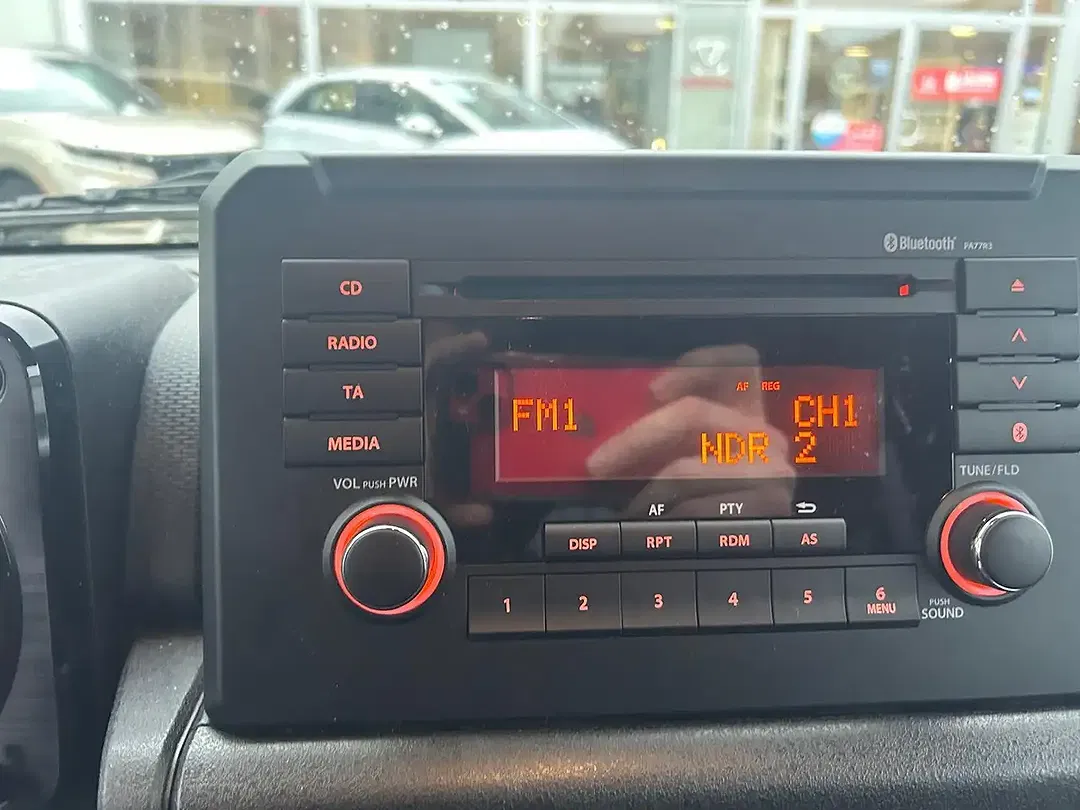 Bluetooth PA77R3
CD
RADIO
TA
MEDIA
AF REG
FM1 CH1
NDR 2
VOL PUSH PWR
TUNE/FLD
AF PTY
DISP RPT RDM AS
1 2 3 4 5 6
MENU
PUSH
SOUND